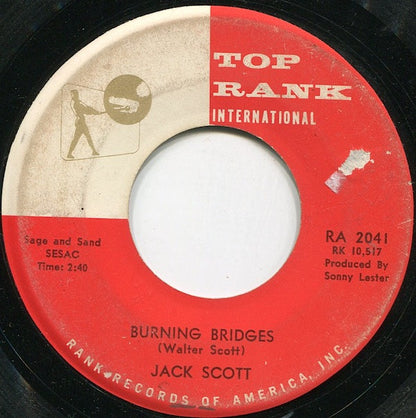 TOP
RANK
INTERNATIONAL
Sage and Sand
SESAC
Time: 2:40
RA 2041
RK 10,517
Produced By
Sonny Lester
BURNING BRIDGES
(Walter Scott)
JACK SCOTT
RANK RECORDS OF AMERICA, INC.